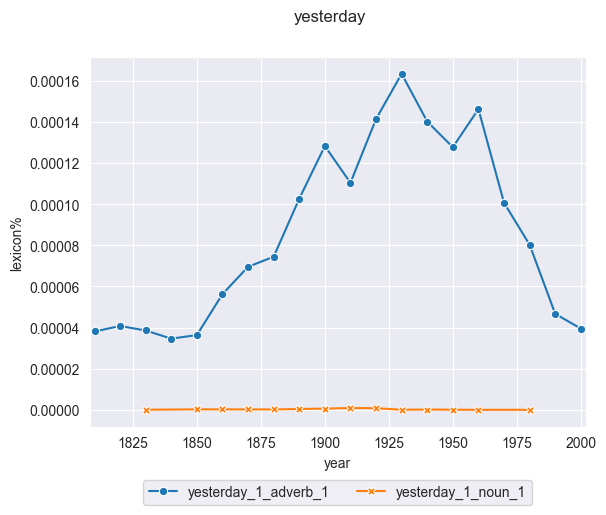 yesterday
0.00016
0.00014
0.00012
0.00010
0.00008
0.00006
0.00004
0.00002
0.00000
lexicon%
1825 1850 1875 1900 1925 1950 1975 2000
year
yesterday_1_adverb_1 yesterday_1_noun_1